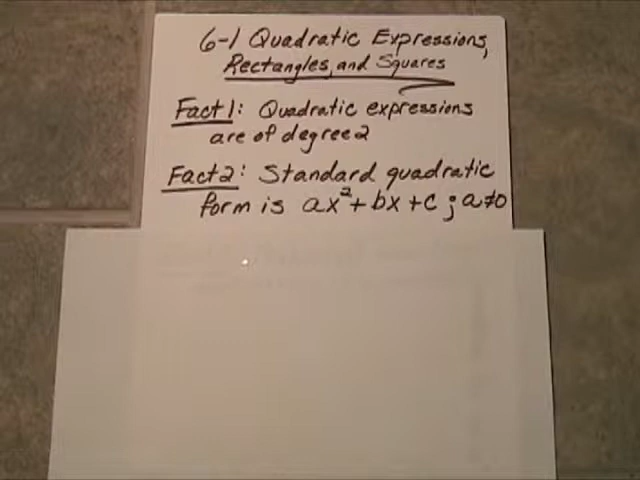 6-1 Quadratic Expressions,
Rectangles, and Squares
Fact 1: Quadratic expressions
are of degree 2
Fact 2: Standard quadratic
form is ax²+bx+c ; a≠0